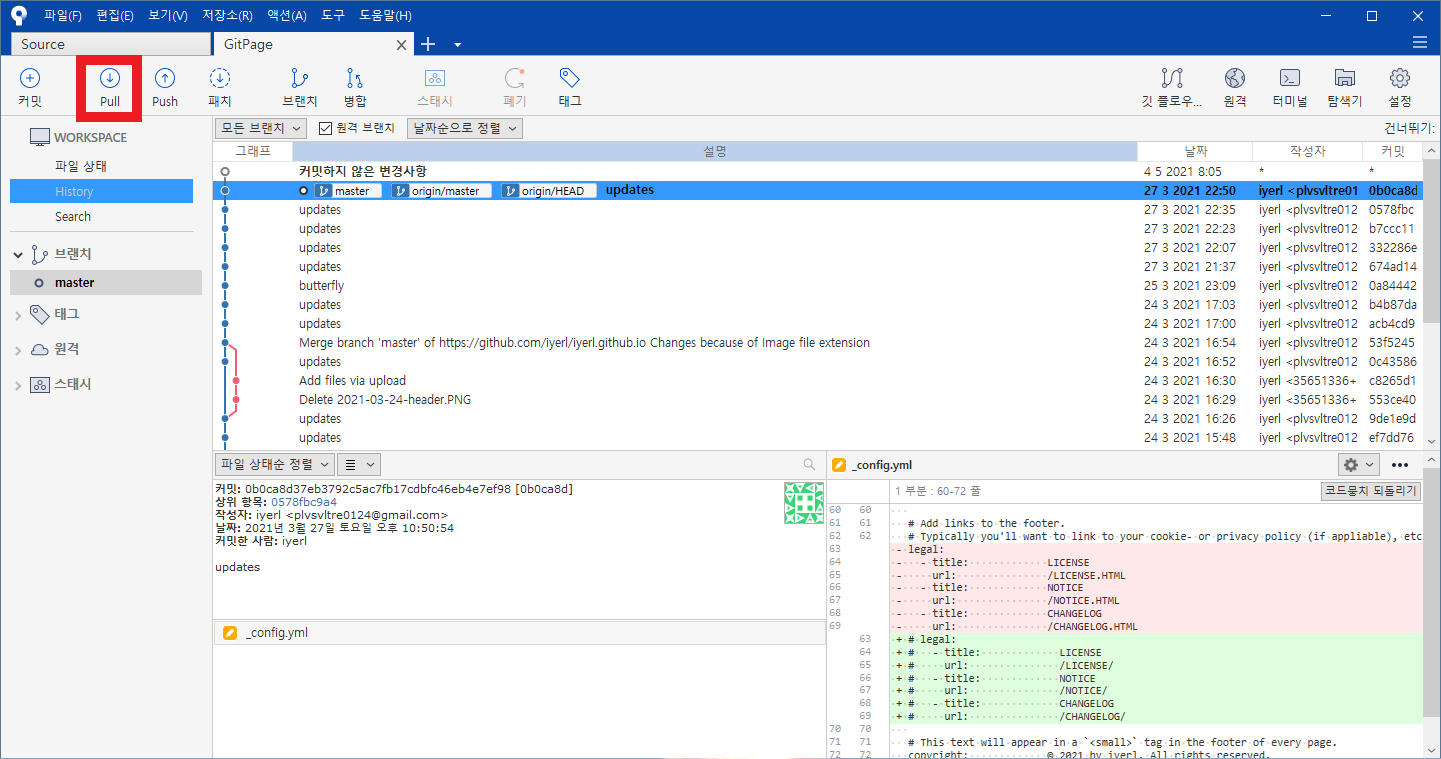 파일(F) 편집(E) 보기(V) 저장소(R) 액션(A) 도구 도움말(H)
Source GitPage
커밋 Pull Push 패치 브랜치 병합 스태시 폐기 태그 깃 플로우... 원격 터미널 탐색기 설정
WORKSPACE
파일 상태
History
Search
브랜치
master
태그
원격
스태시
모든 브랜치 원격 브랜치 날짜순으로 정렬 건너뛰기:
그래프 설명 날짜 작성자 커밋
커밋하지 않은 변경사항 4 5 2021 8:05 * *
master origin/master origin/HEAD updates 27 3 2021 22:50 iyerl <plvsvltre01 0b0ca8d
updates 27 3 2021 22:35 iyerl <plvsvltre012 0578fbc
updates 27 3 2021 22:23 iyerl <plvsvltre012 b7ccc11
updates 27 3 2021 22:07 iyerl <plvsvltre012 332286e
updates 27 3 2021 21:37 iyerl <plvsvltre012 674ad14
butterfly 25 3 2021 23:09 iyerl <plvsvltre012 0a84442
updates 24 3 2021 17:03 iyerl <plvsvltre012 b4b87da
updates 24 3 2021 17:00 iyerl <plvsvltre012 acb4cd9
Merge branch 'master' of https://github.com/iyerl/iyerl.github.io Changes because of Image file extension 24 3 2021 16:54 iyerl <plvsvltre012 53f5245
updates 24 3 2021 16:52 iyerl <plvsvltre012 0c43586
Add files via upload 24 3 2021 16:30 iyerl <35651336+ c8265d1
Delete 2021-03-24-header.PNG 24 3 2021 16:29 iyerl <35651336+ 553ce40
updates 24 3 2021 16:26 iyerl <plvsvltre012 9de1e9d
updates 24 3 2021 15:48 iyerl <plvsvltre012 ef7dd76
파일 상태순 정렬
커밋: 0b0ca8d37eb3792c5ac7fb17cdbfc46eb4e7ef98 [0b0ca8d]
상위 항목: 0578fbc9a4
작성자: iyerl <plvsvltre0124@gmail.com>
날짜: 2021년 3월 27일 토요일 오후 10:50:54
커밋한 사람: iyerl
updates
_config.yml
_config.yml
1 부분 : 60-72 줄 코드뭉치 되돌리기
60 60
61 61 # Add links to the footer.
62 62 # Typically you'll want to link to your cookie- or privacy policy (if appliable), etc
63 - legal:
64 - - title: LICENSE
65 - url: /LICENSE.HTML
66 - - title: NOTICE
67 - url: /NOTICE.HTML
68 - - title: CHANGELOG
69 - url: /CHANGELOG.HTML
63 + # legal:
64 + # - title: LICENSE
65 + # url: /LICENSE/
66 + # - title: NOTICE
67 + # url: /NOTICE/
68 + # - title: CHANGELOG
69 + # url: /CHANGELOG/
70 70
71 71 # This text will appear in a `<small>` tag in the footer of every page.
72 72 copyright: © 2021 by iyerl. All rights reserved.